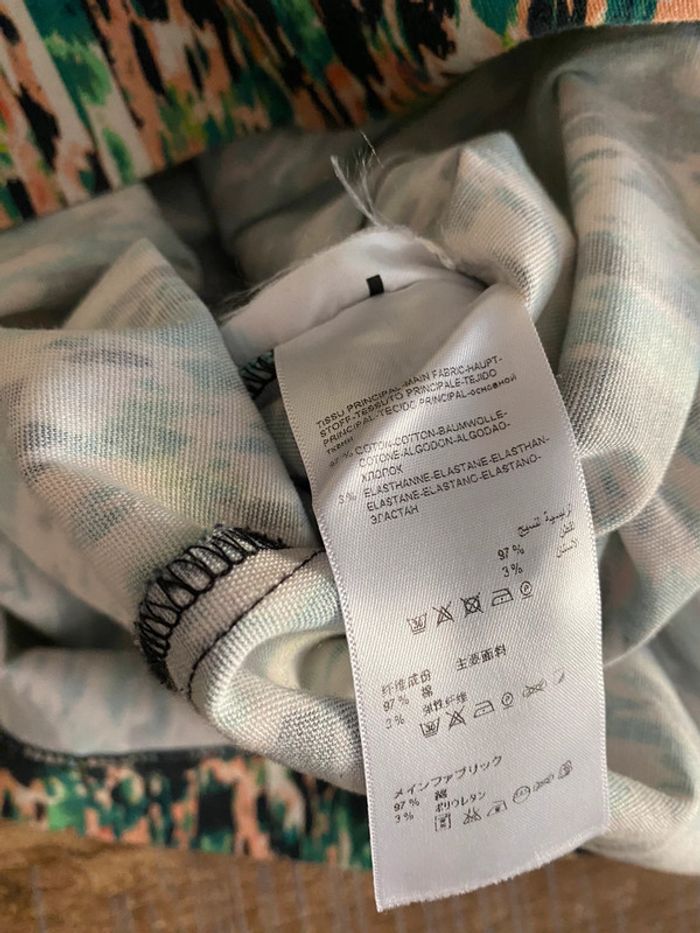 TISSU PRINCIPAL-MAIN FABRIC-HAUPT-
STOFF-TESSUTO PRINCIPALE-TEJIDO
PRINCIPAL-TECIDO PRINCIPAL-основной
ткани
97 % COTON-COTTON-BAUMWOLLE-
COTONE-ALGODON-ALGODAO-
ХЛОПОК
3 % ELASTHANNE-ELASTANE-ELASTHAN-
ELASTANE-ELASTANO-ELASTANO-
ЭЛАСТАН
97 %
3 %
纤维成份 主要面料
97 % 棉
3 % 弹性纤维
メインファブリック
97 % 綿
3 % ポリウレタン